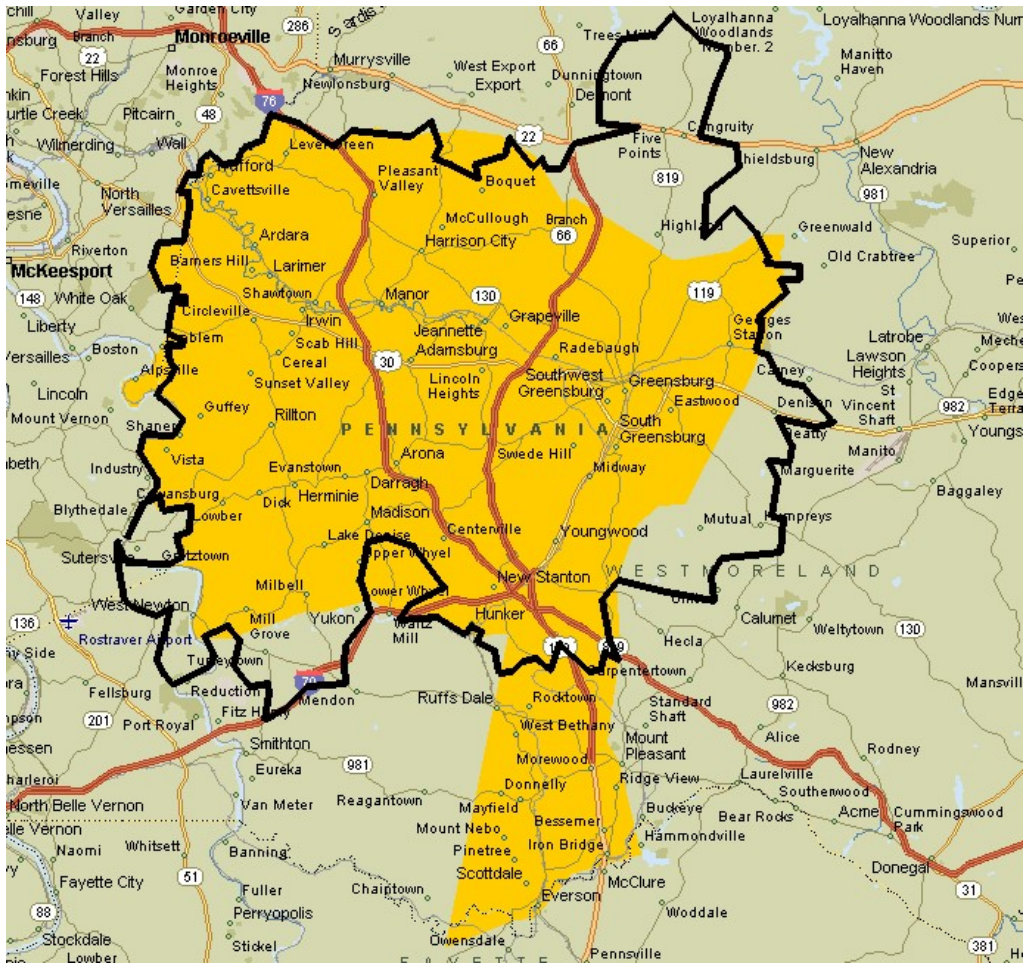 Valley
Garden City
286
Branch
22
Monroeville
Forest Hills
Monroe
Heights
Murrysville
Newlonsburg
West Export
Export
66
Trees Mills
Dunningtown
Delmont
Loyalhanna
Woodlands
Number. 2
Loyalhanna Woodlands Num
Manitto
Haven
76
48
Pitcairn
Wilmerding
Wall
22
Five
Points
Congruity
Shieldsburg
New
Alexandria
981
819
Level Green
Trafford
Cavettsville
Pleasant
Valley
Boquet
North
Versailles
McCullough
Harrison City
Branch
66
Highland
Greenwald
Superior
Old Crabtree
Riverton
McKeesport
148
White Oak
Liberty
Ardara
Barners Hill
Larimer
Shawtown
Circleville
Irwin
Scab Hill
Manor
130
Jeannette
Adamsburg
Grapeville
119
Georges
Station
Latrobe
Lawson
Heights
Versailles
Boston
Cereal
30
Radebaugh
Sunset Valley
Lincoln
Heights
Southwest
Greensburg
Greensburg
Carney
Coopers
Alpsville
Lincoln
Mount Vernon
Guffey
Rillton
Eastwood
Denison
St
Vincent
Shaft
982
Shaner
PENNSYLVANIA
South
Greensburg
Beatty
Youngs
Manito
Vista
Arona
Swede Hill
Midway
Marguerite
Industry
Evanstown
Darragh
Baggaley
Blythedale
Lowber
Dick
Herminie
Madison
Centerville
Youngwood
Mutual
Humphreys
Sutersville
Gratztown
Lake Denise
Upper Whyel
WESTMORELAND
Milbell
Lower Whyel
New Stanton
West Newton
136
Rostraver Airport
Mill
Grove
Yukon
Waltz
Mill
Hunker
Calumet
Weltytown
130
Hecla
Turkeytown
119
819
Carpentertown
Kecksburg
Fellsburg
Reduction
70
Mendon
Ruffs Dale
Rocktown
Standard
Shaft
982
201
Port Royal
Fitz Henry
West Bethany
Mount
Pleasant
Alice
Rodney
Smithton
981
Morewood
Ridge View
Laurelville
Southerwood
Eureka
Donnelly
North Belle Vernon
Van Meter
Reagantown
Mayfield
Buckeye
Bear Rocks
Acme
Cummingswood
Park
Mount Nebo
Bessemer
Hammondville
Naomi
Whitsett
Banning
Pinetree
Iron Bridge
Donegal
Fayette City
51
Fuller
Chaiptown
Scottdale
McClure
31
88
Perryopolis
Everson
Woddale
Stockdale
Lowber
Stickel
Owensdale
Pennsville
381
FAYETTE